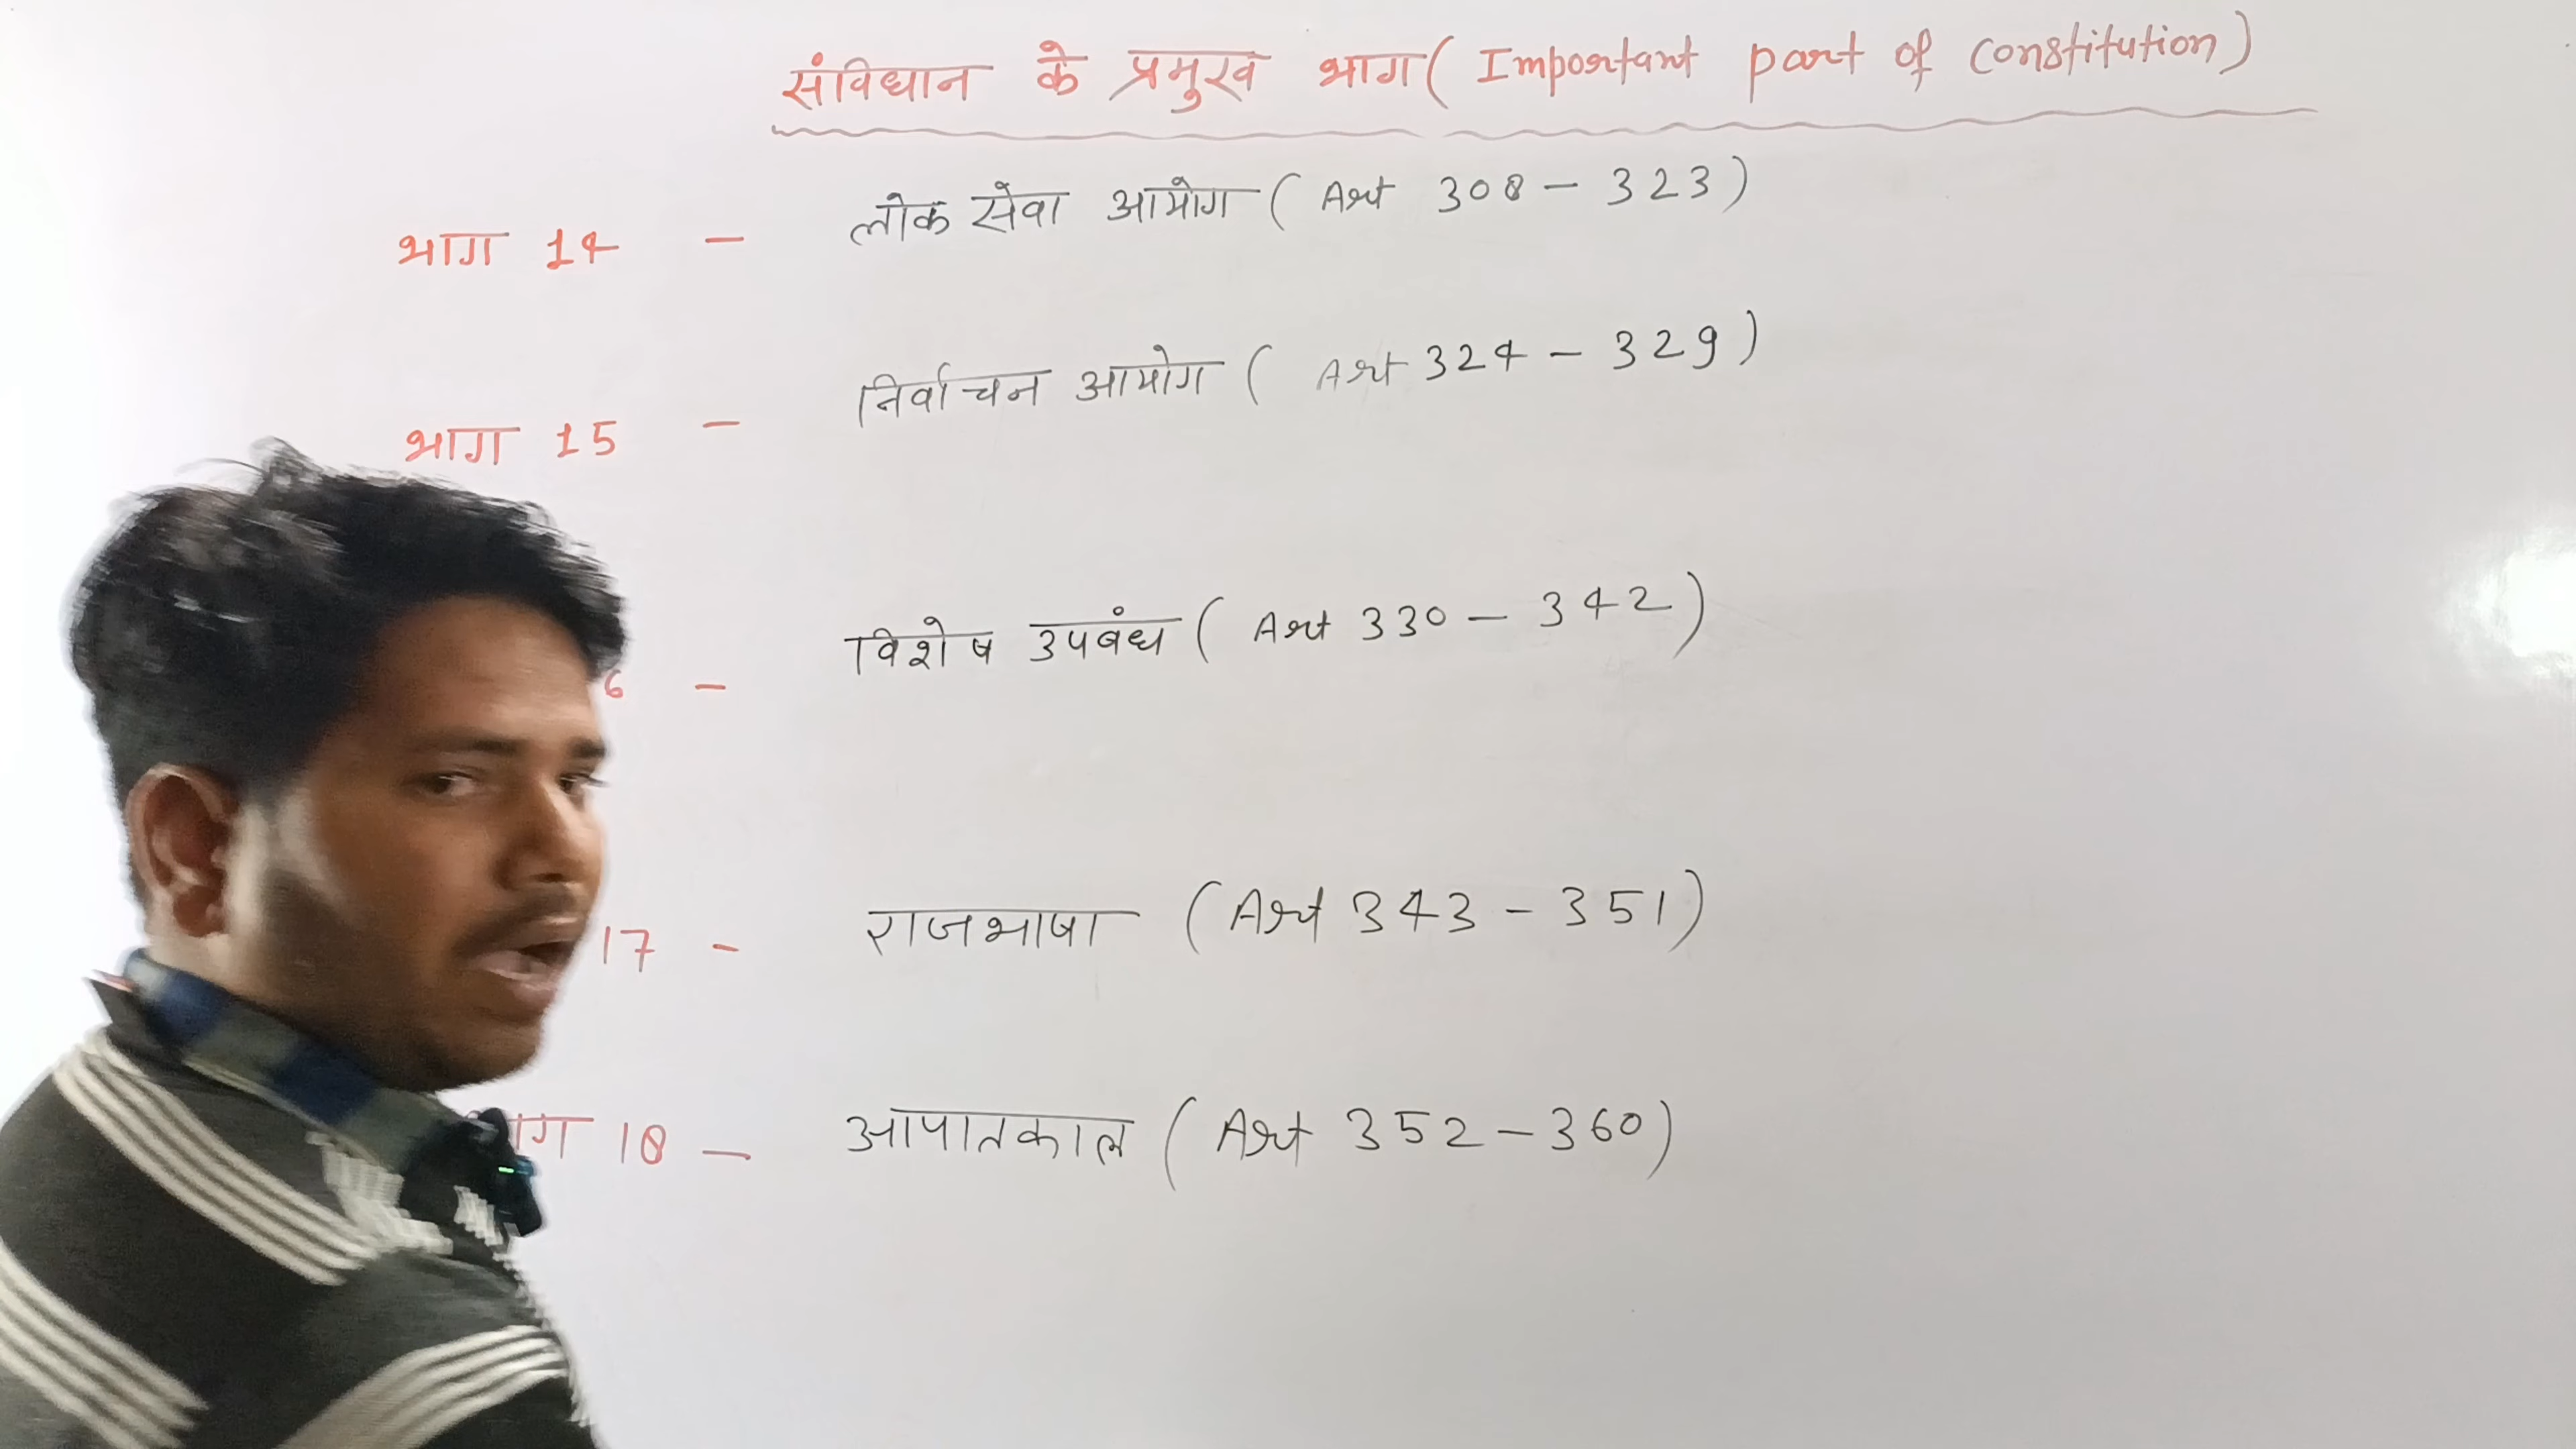 संविधान के प्रमुख भाग ( Important part of constitution )
भाग 14 - लोक सेवा आयोग ( Art 308 - 323 )
भाग 15 - निर्वाचन आयोग ( Art 324 - 329 )
6 - विशेष उपबंध ( Art 330 - 342 )
17 - राजभाषा ( Art 343 - 351 )
भाग 18 - आपातकाल ( Art 352 - 360 )